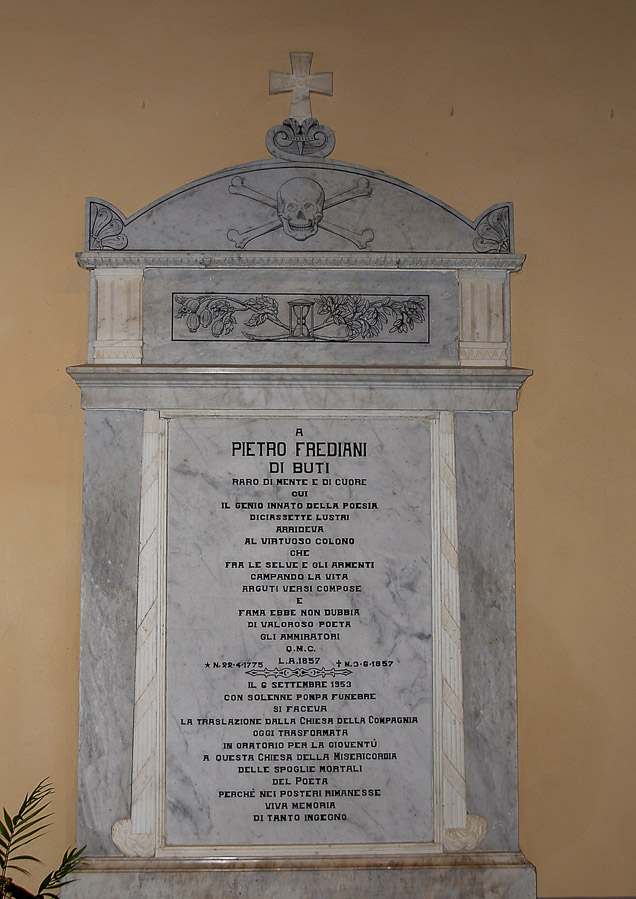 A
PIETRO FREDIANI
DI BUTI
RARO DI MENTE E DI CUORE
CUI
IL GENIO INNATO DELLA POESIA
DICIASSETTE LUSTRI
ARRIDEVA
AL VIRTUOSO COLONO
CHE
FRA LE SELVE E GLI ARMENTI
CAMPANDO LA VITA
ARGUTI VERSI COMPOSE
E
FAMA EBBE NON DUBBIA
DI VALOROSO POETA
GLI AMMIRATORI
Q.M.C.
L.A.1857
★ N.22-4-1775 ✝ M.3-6-1857
IL 6 SETTEMBRE 1953
CON SOLENNE POMPA FUNEBRE
SI FACEVA
LA TRASLAZIONE DALLA CHIESA DELLA COMPAGNIA
OGGI TRASFORMATA
IN ORATORIO PER LA GIOVENTÙ
A QUESTA CHIESA DELLA MISERICORDIA
DELLE SPOGLIE MORTALI
DEL POETA
PERCHÈ NEI POSTERI RIMANESSE
VIVA MEMORIA
DI TANTO INGEGNO